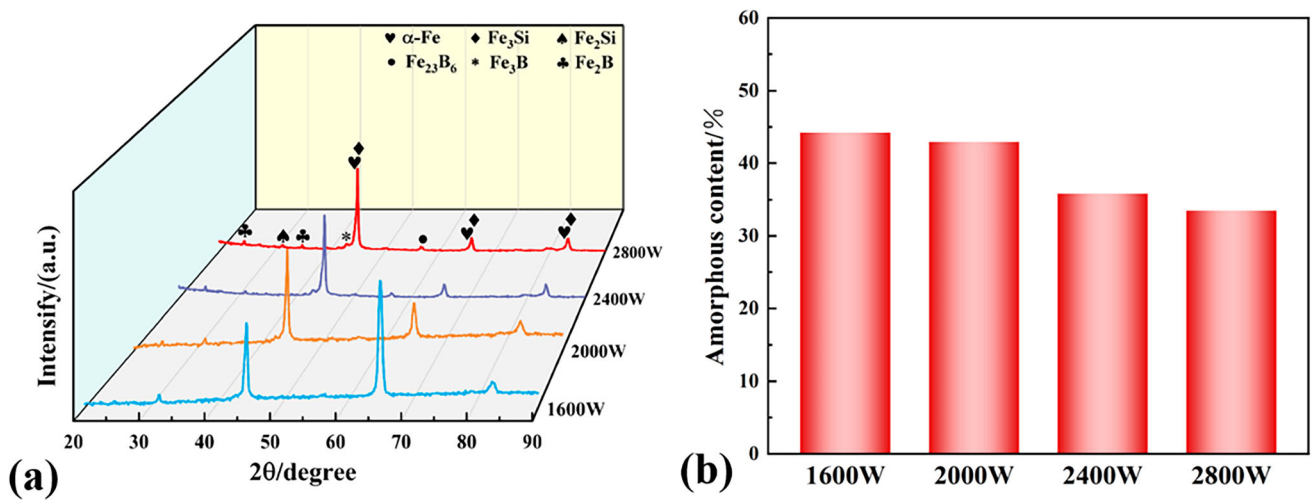 ♥ α-Fe ♦ Fe₃Si ♠ Fe₂Si
● Fe₂₃B₆ * Fe₃B ♣ Fe₂B
Intensify/(a.u.)
2800W
2400W
2000W
1600W
20 30 40 50 60 70 80 90
2θ/degree
(a)
Amorphous content/%
60
50
40
30
20
10
0
1600W 2000W 2400W 2800W
(b)